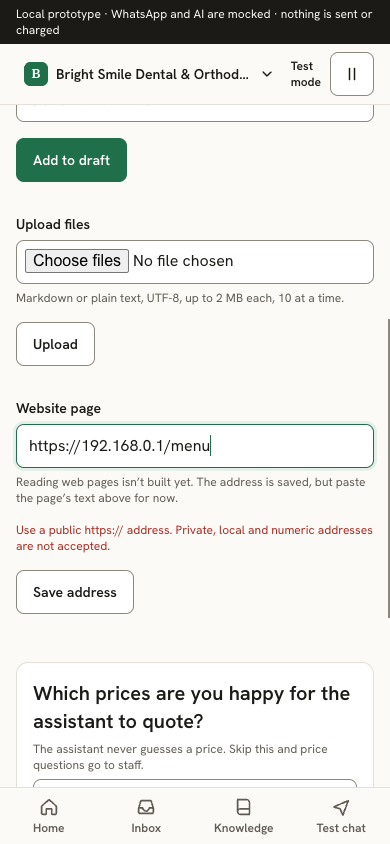 Local prototype · WhatsApp and AI are mocked · nothing is sent or
charged
B Bright Smile Dental & Orthod...
Test
mode
Add to draft
Upload files
Choose files No file chosen
Markdown or plain text, UTF-8, up to 2 MB each, 10 at a time.
Upload
Website page
https://192.168.0.1/menu
Reading web pages isn’t built yet. The address is saved, but paste
the page’s text above for now.
Use a public https:// address. Private, local and numeric addresses
are not accepted.
Save address
Which prices are you happy for the
assistant to quote?
The assistant never guesses a price. Skip this and price
questions go to staff.
Home Inbox Knowledge Test chat